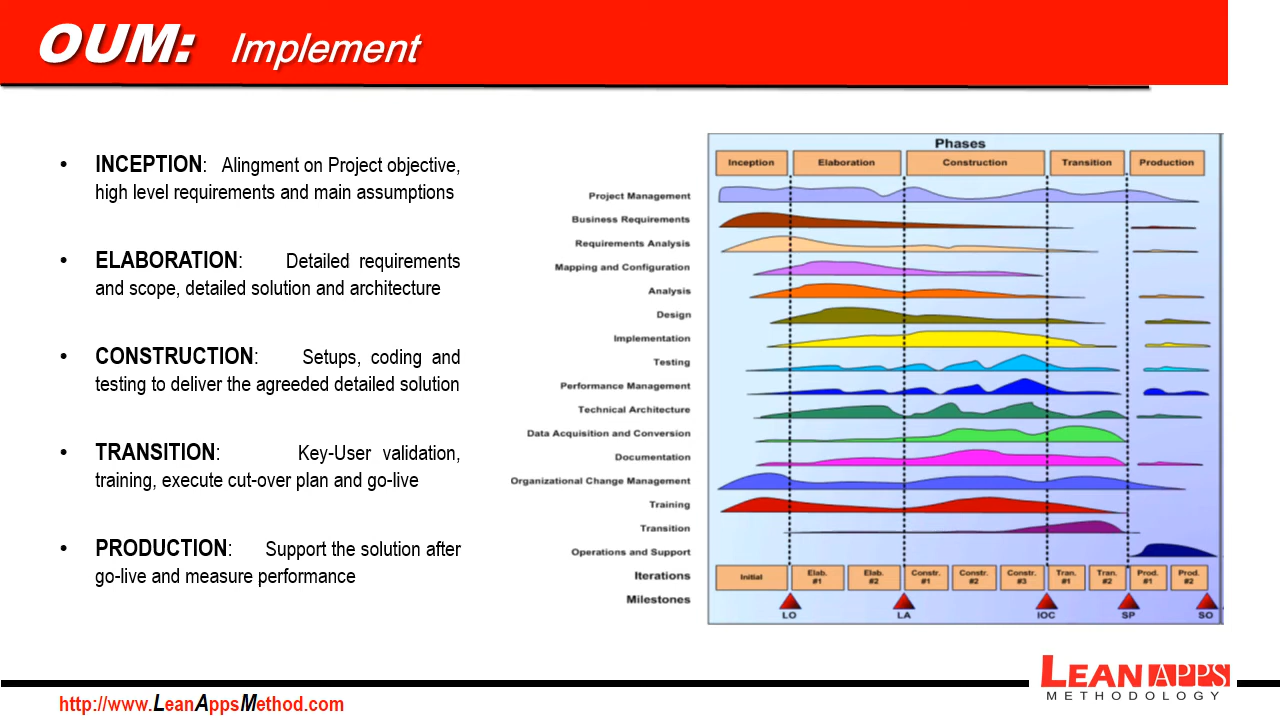 OUM: Implement
• INCEPTION: Alingment on Project objective,
high level requirements and main assumptions
• ELABORATION: Detailed requirements
and scope, detailed solution and architecture
• CONSTRUCTION: Setups, coding and
testing to deliver the agreeded detailed solution
• TRANSITION: Key-User validation,
training, execute cut-over plan and go-live
• PRODUCTION: Support the solution after
go-live and measure performance
Phases
Inception Elaboration Construction Transition Production
Project Management
Business Requirements
Requirements Analysis
Mapping and Configuration
Analysis
Design
Implementation
Testing
Performance Management
Technical Architecture
Data Acquisition and Conversion
Documentation
Organizational Change Management
Training
Transition
Operations and Support
Iterations
Initial
Elab.
#1
Elab.
#2
Constr.
#1
Constr.
#2
Constr.
#3
Tran.
#1
Tran.
#2
Prod.
#1
Prod.
#2
Milestones
LO LA IOC SP SO
http://www.LeanAppsMethod.com
LEAN APPS
METHODOLOGY